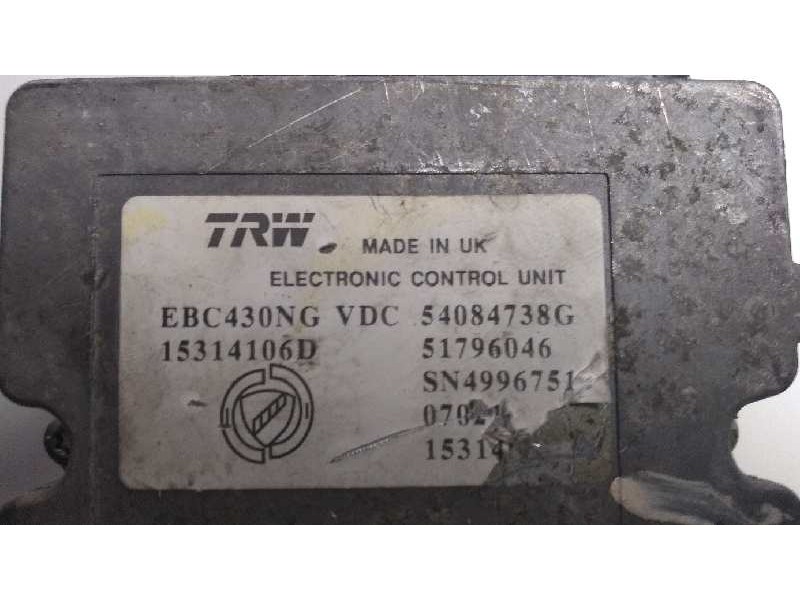 TRW
MADE IN UK
ELECTRONIC CONTROL UNIT
EBC430NG VDC 54084738G
15314106D 51796046
SN4996751